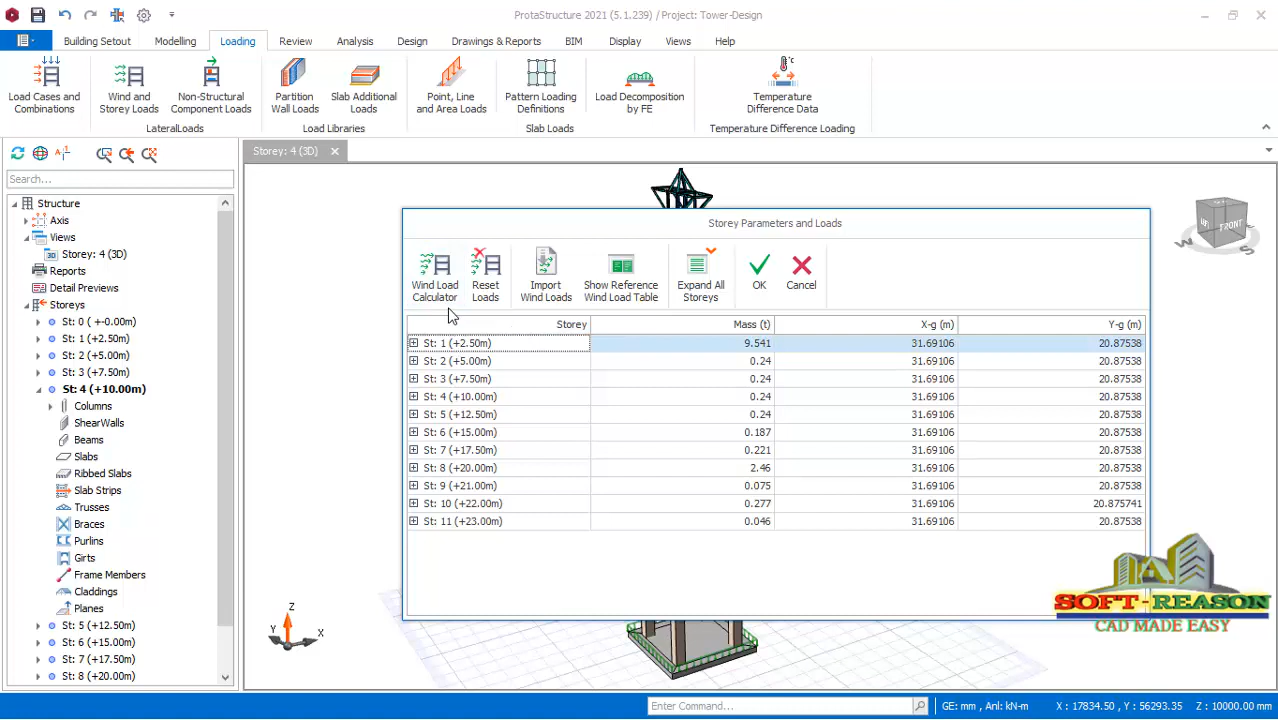 ProtaStructure 2021 (5.1.239) / Project: Tower-Design
Building Setout Modelling Loading Review Analysis Design Drawings & Reports BIM Display Views Help
Load Cases and Combinations
Wind and Storey Loads
Non-Structural Component Loads
Partition Wall Loads
Slab Additional Loads
Point, Line and Area Loads
Pattern Loading Definitions
Load Decomposition by FE
Temperature Difference Data
LateralLoads Load Libraries Slab Loads Temperature Difference Loading
Search...
Structure
Axis
Views
Storey: 4 (3D)
Reports
Detail Previews
Storeys
St: 0 ( +-0.00m)
St: 1 (+2.50m)
St: 2 (+5.00m)
St: 3 (+7.50m)
St: 4 (+10.00m)
Columns
ShearWalls
Beams
Slabs
Ribbed Slabs
Slab Strips
Trusses
Braces
Purlins
Girts
Frame Members
Claddings
Planes
St: 5 (+12.50m)
St: 6 (+15.00m)
St: 7 (+17.50m)
St: 8 (+20.00m)
Storey: 4 (3D)
FRONT
W S
Storey Parameters and Loads
Wind Load Calculator
Reset Loads
Import Wind Loads
Show Reference Wind Load Table
Expand All Storeys
OK
Cancel
Storey Mass (t) X-g (m) Y-g (m)
St: 1 (+2.50m) 9.541 31.69106 20.87538
St: 2 (+5.00m) 0.24 31.69106 20.87538
St: 3 (+7.50m) 0.24 31.69106 20.87538
St: 4 (+10.00m) 0.24 31.69106 20.87538
St: 5 (+12.50m) 0.24 31.69106 20.87538
St: 6 (+15.00m) 0.187 31.69106 20.87538
St: 7 (+17.50m) 0.221 31.69106 20.87538
St: 8 (+20.00m) 2.46 31.69106 20.87538
St: 9 (+21.00m) 0.075 31.69106 20.87538
St: 10 (+22.00m) 0.277 31.69106 20.875741
St: 11 (+23.00m) 0.046 31.69106 20.87538
Z
Y X
SOFT-REASON
CAD MADE EASY
Enter Command...
GE: mm , Anl: kN-m
X : 17834.50 , Y : 56293.35
Z : 10000.00 mm